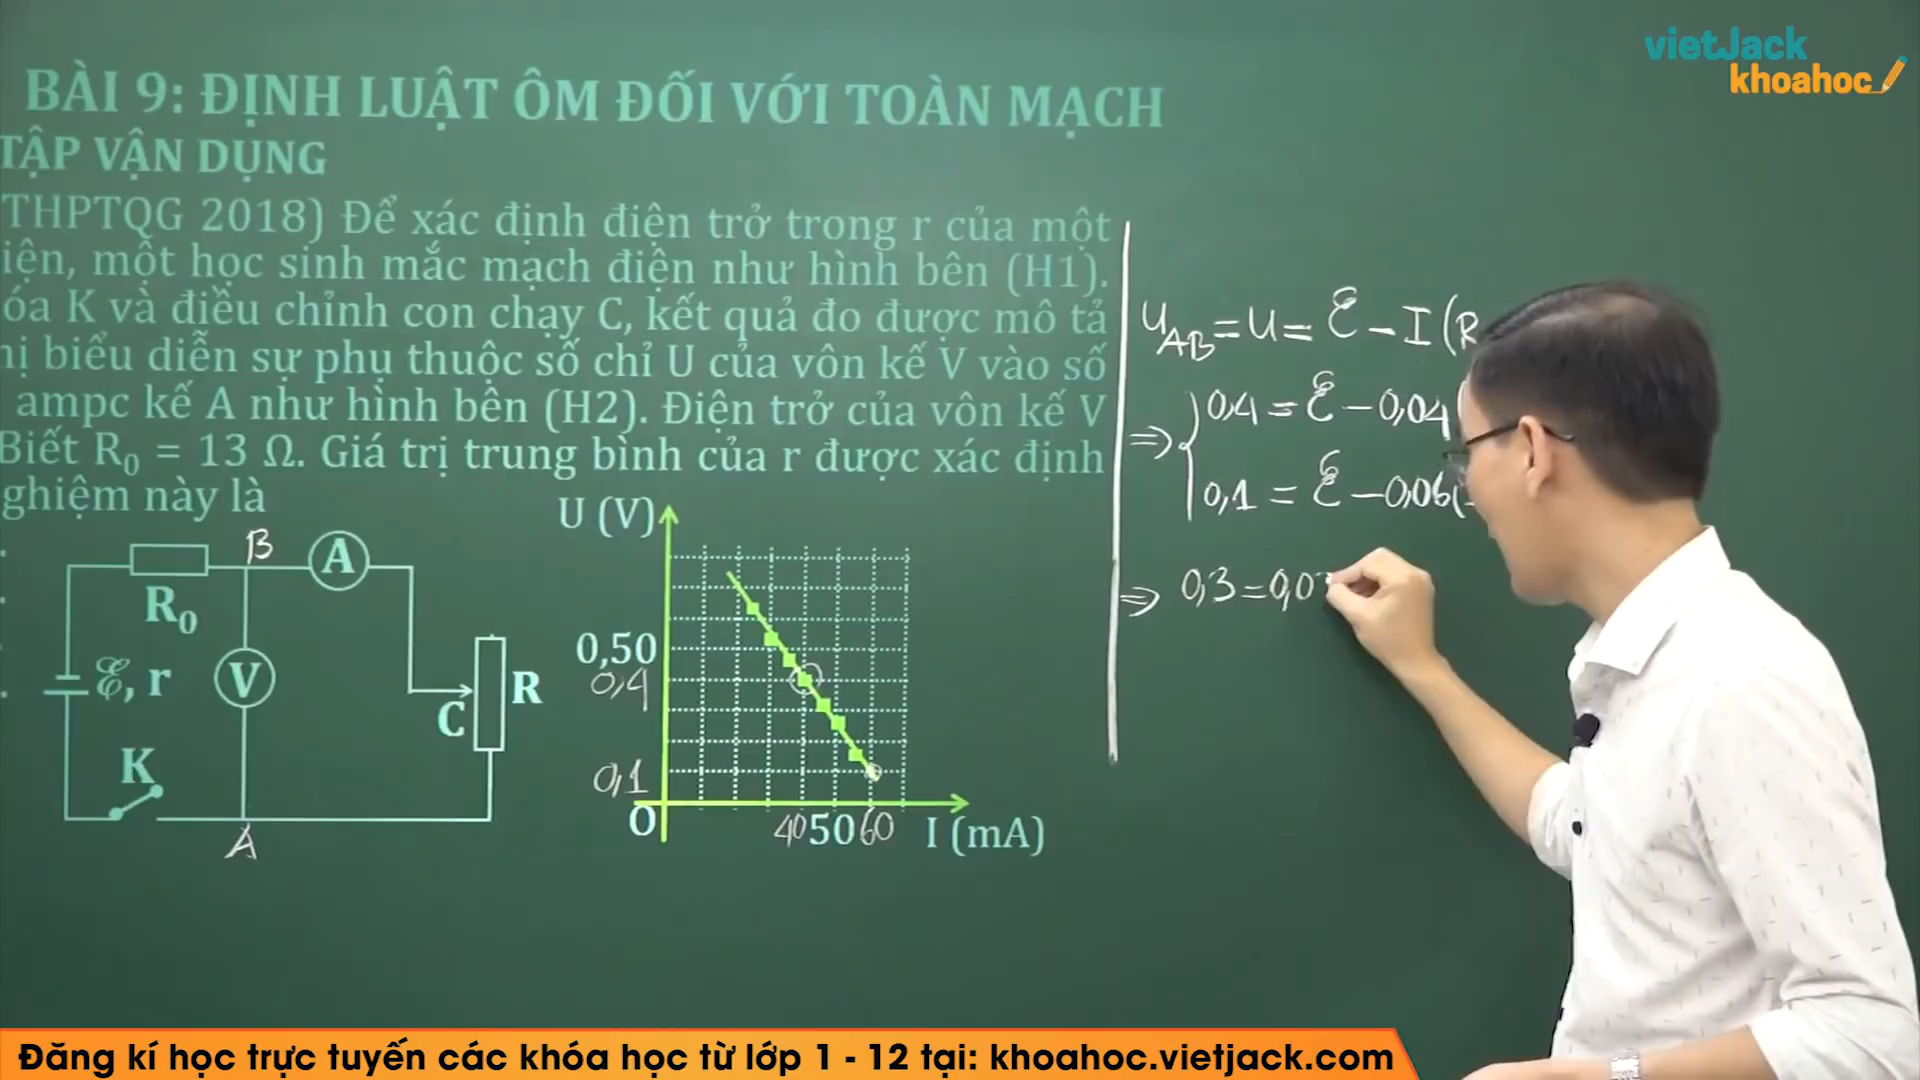 vietJack
khoahoc
BÀI 9: ĐỊNH LUẬT ÔM ĐỐI VỚI TOÀN MẠCH
TẬP VẬN DỤNG
THPTQG 2018) Để xác định điện trở trong r của một
iện, một học sinh mắc mạch điện như hình bên (H1).
óa K và điều chỉnh con chạy C, kết quả đo được mô tả
hị biểu diễn sự phụ thuộc số chỉ U của vôn kế V vào số
ampc kế A như hình bên (H2). Điện trở của vôn kế V
Biết R₀ = 13 Ω. Giá trị trung bình của r được xác định
ghiệm này là
B
A
R₀
ℰ, r
V
C
R
K
A
U (V)
0,50
0,4
0,1
O
40 50 60
I (mA)
U_AB = U = ℰ - I(R
⇒ { 0,4 = ℰ - 0,04(
0,1 = ℰ - 0,06(
⇒ 0,3 = 0,0
Đăng kí học trực tuyến các khóa học từ lớp 1 - 12 tại: khoahoc.vietjack.com